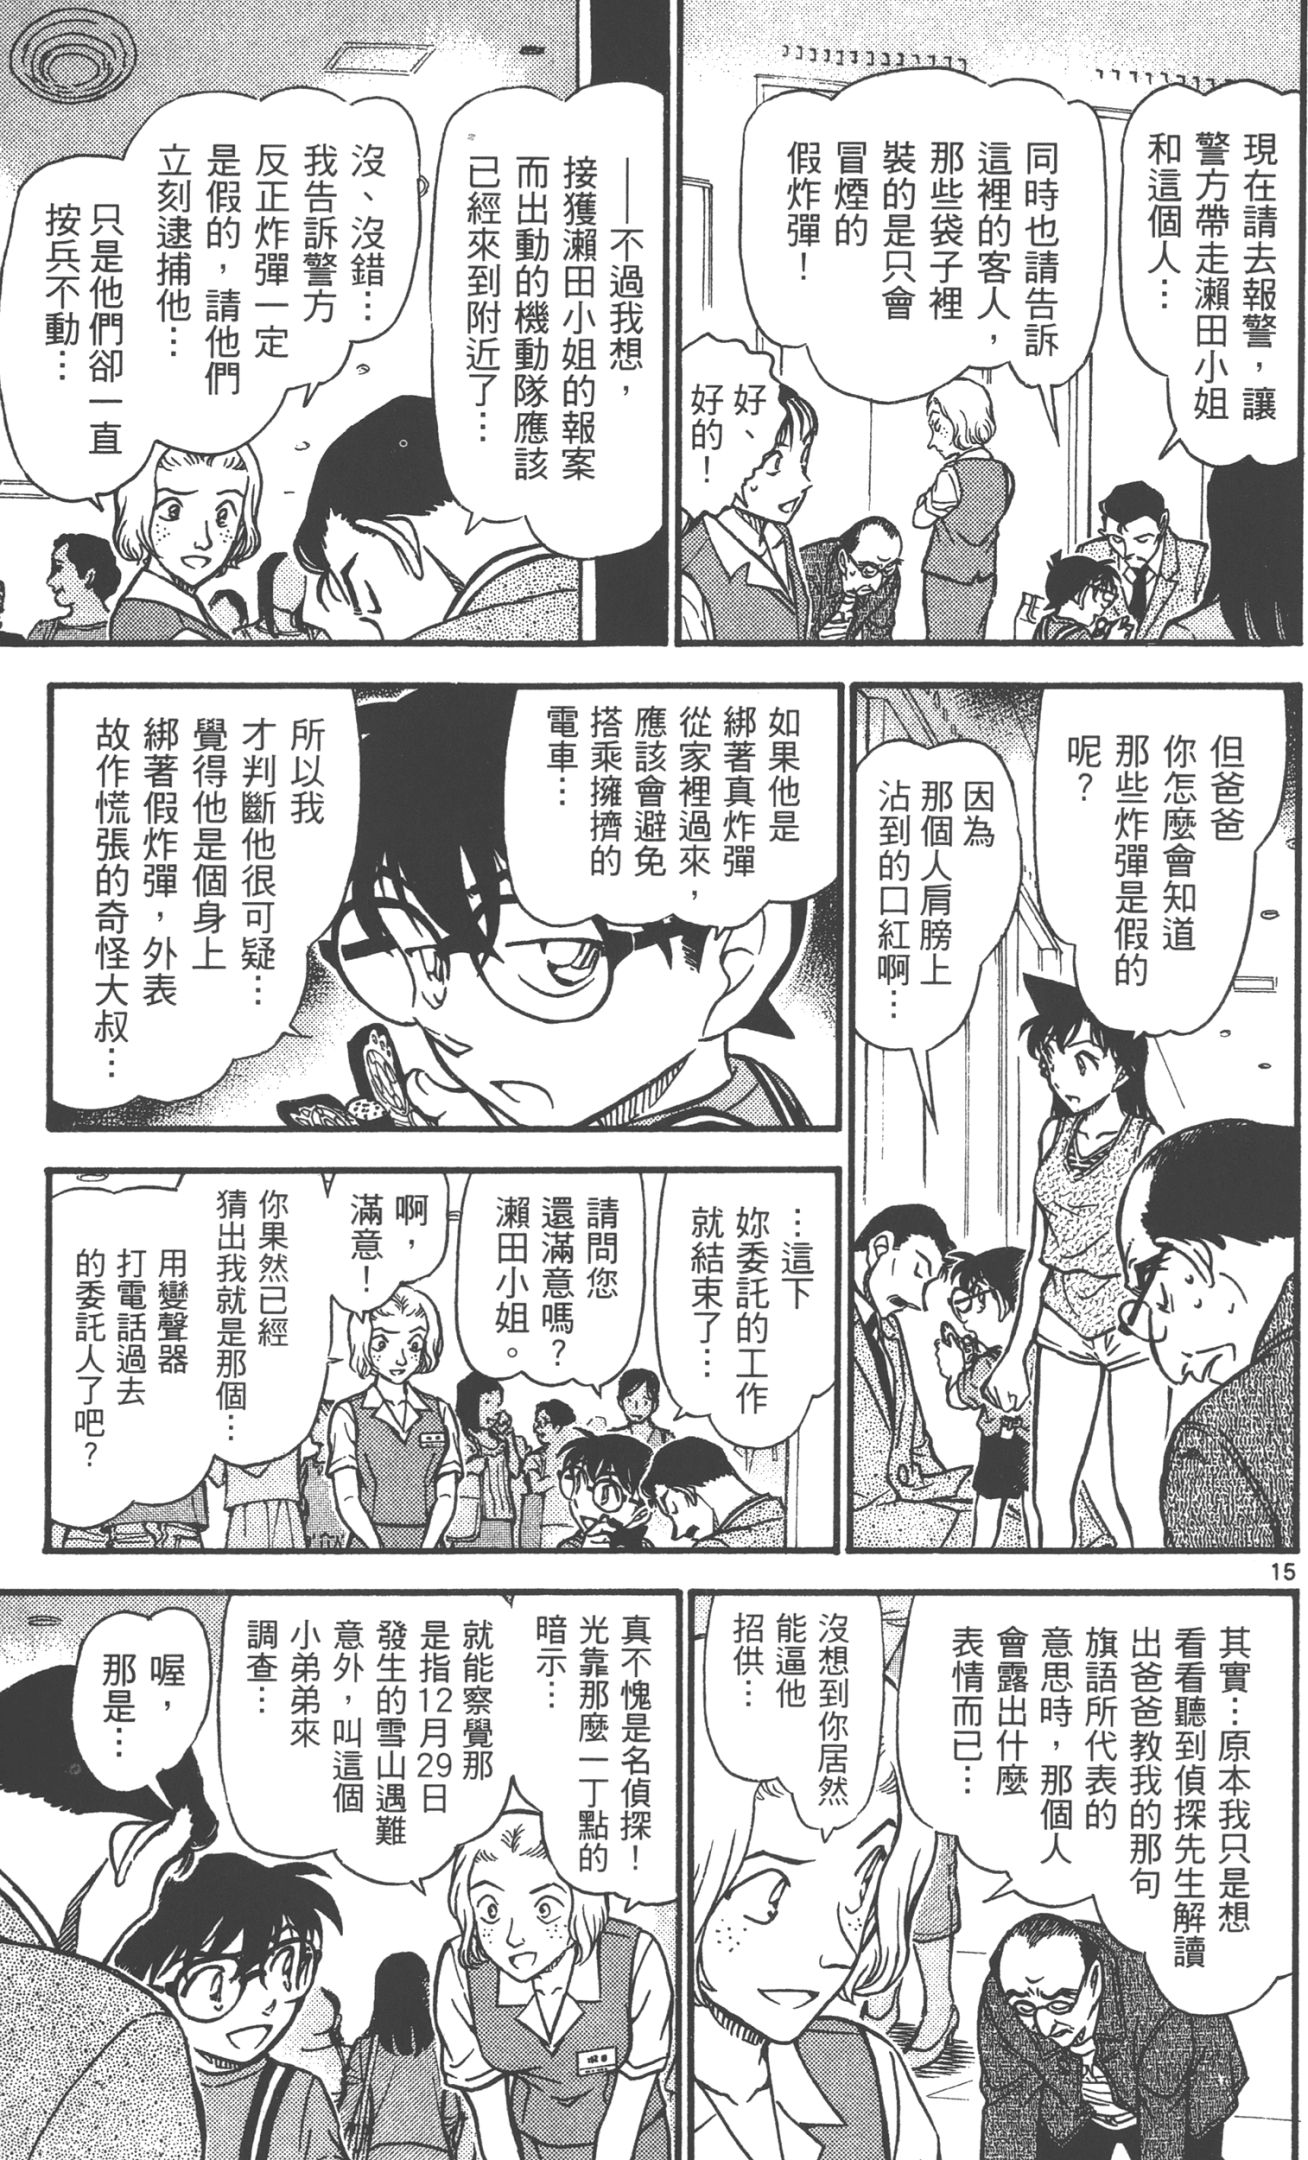 現在請去報警，讓
警方帶走瀨田小姐
和這個人…
同時也請告訴
這裡的客人，
那些袋子裡
裝的是只會
冒煙的
假炸彈！
好、
好的！
——不過我想，
接獲瀨田小姐的報案
而出動的機動隊應該
已經來到附近了…
沒、沒錯…
我告訴警方
反正炸彈一定
是假的，請他們
立刻逮捕他…
只是他們卻一直
按兵不動…
但爸爸
你怎麼會知道
那些炸彈是假的
呢？
因為
那個人肩膀上
沾到的口紅啊…
如果他是
綁著真炸彈
從家裡過來，
應該會避免
搭乘擁擠的
電車…
所以我
才判斷他很可疑…
覺得他是個身上
綁著假炸彈，外表
故作慌張的奇怪大叔…
…這下
妳委託的工作
就結束了…
請問您
還滿意嗎？
瀨田小姐。
啊，
滿意！
你果然已經
猜出我就是那個…
用變聲器
打電話過去
的委託人了吧？
15
其實…原本我只是想
看看聽到偵探先生解讀
出爸爸教我的那句
旗語所代表的
意思時，那個人
會露出什麼
表情而已…
沒想到你居然
能逼他
招供…
真不愧是名偵探！
光靠那麼一丁點的
暗示…
就能察覺那
是指12月29日
發生的雪山遇難
意外，叫這個
小弟弟來
調查…
喔，
那是…